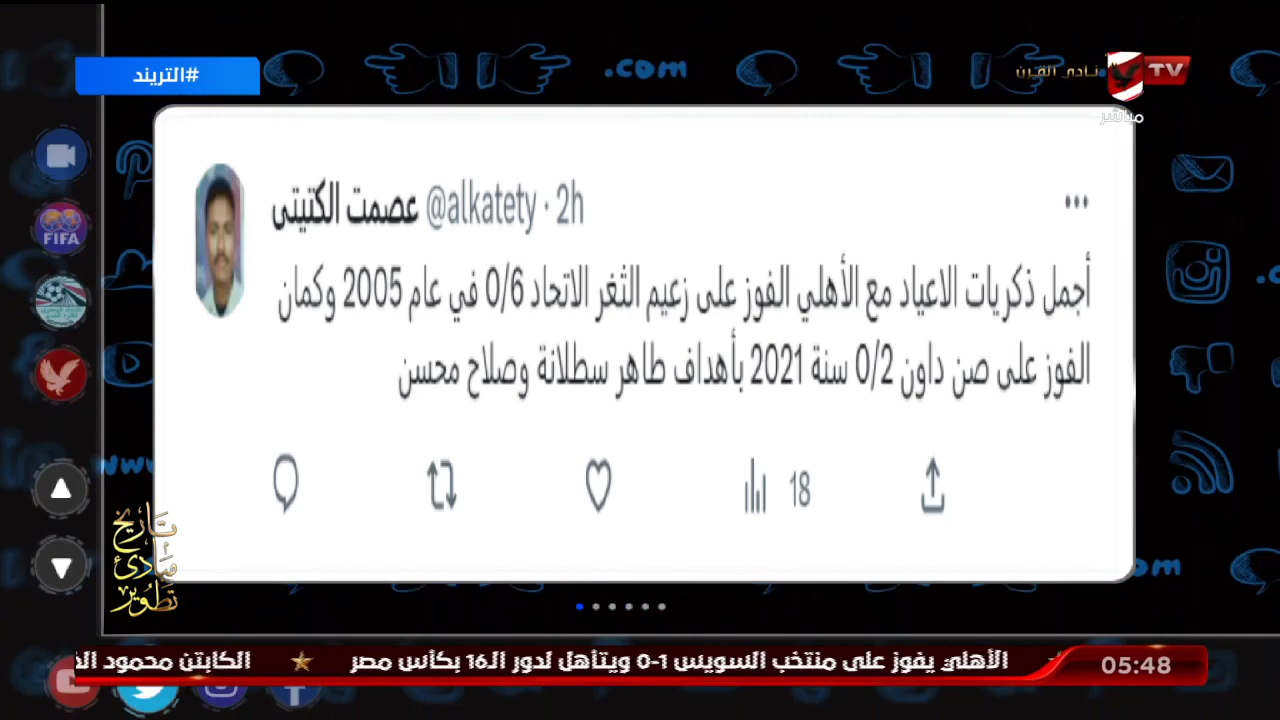 #التريند
.com
نادى القرن
TV
مباشر
FIFA
عصمت الكتيتى @alkatety · 2h
أجمل ذكريات الاعياد مع الأهلي الفوز على زعيم الثغر الاتحاد 0/6 في عام 2005 وكمان
الفوز على صن داون 0/2 سنة 2021 بأهداف طاهر سطلانة وصلاح محسن
18
تاريخ
مبادئ
تطوير
الأهلي يفوز على منتخب السويس 1-0 ويتأهل لدور الـ16 بكأس مصر
الكابتن محمود
05:48